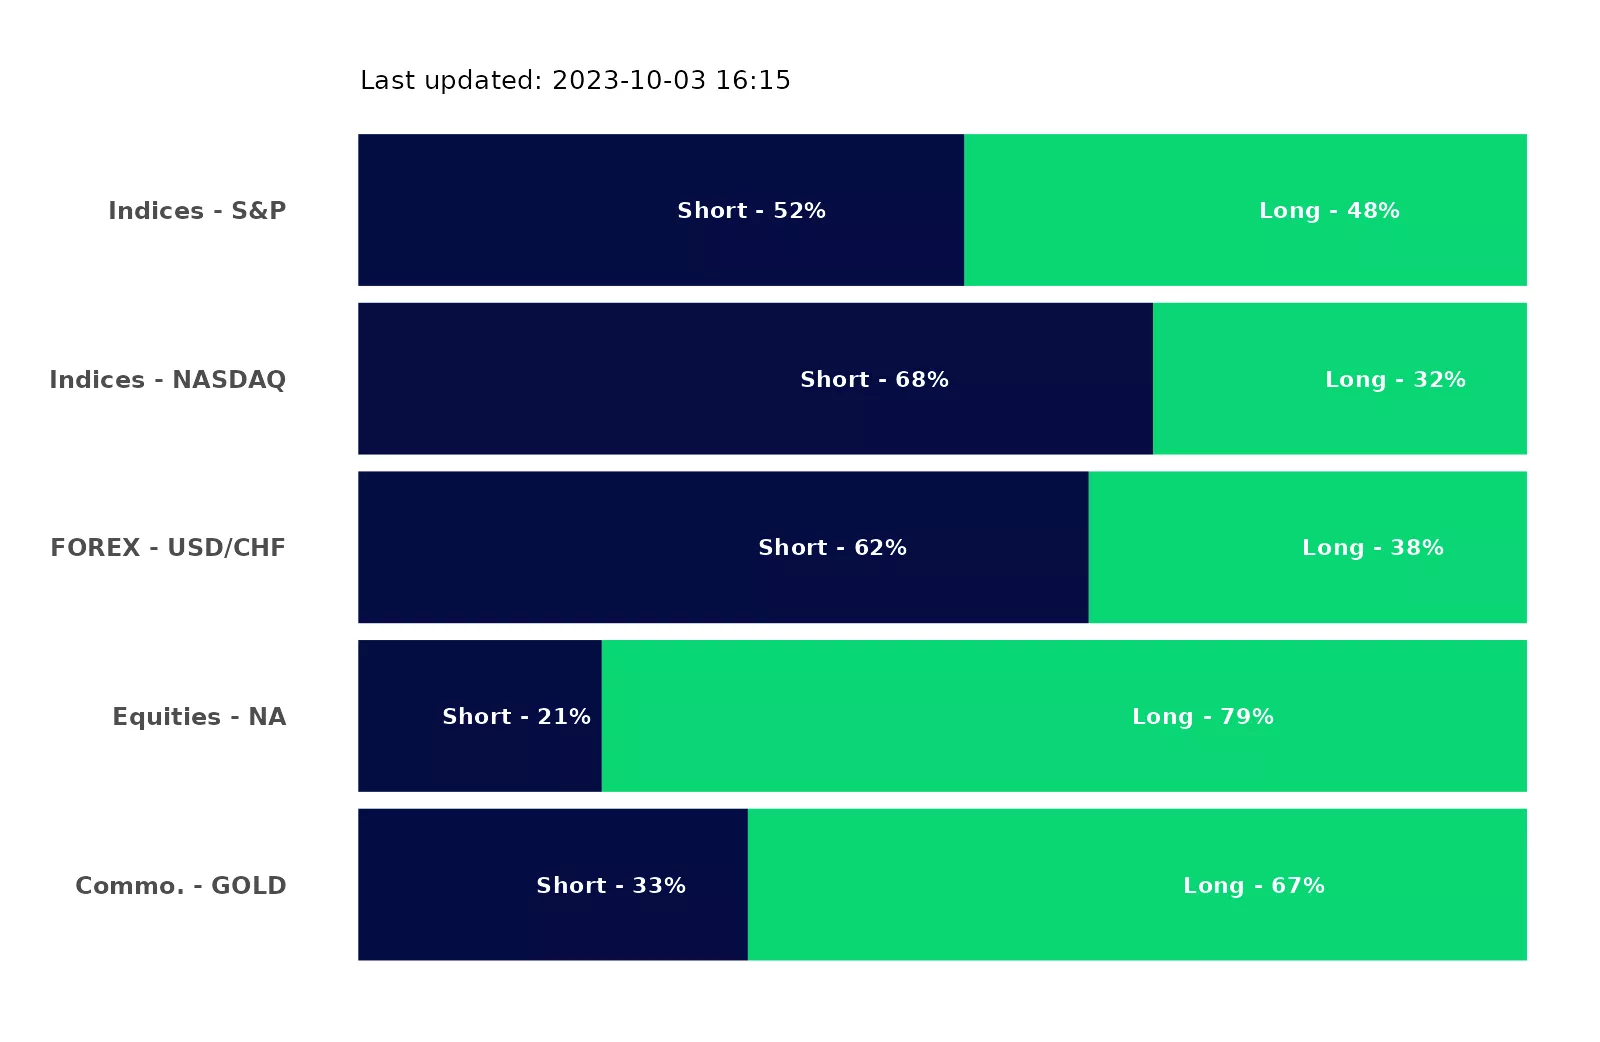 Last updated: 2023-10-03 16:15
Indices - S&P Short - 52% Long - 48%
Indices - NASDAQ Short - 68% Long - 32%
FOREX - USD/CHF Short - 62% Long - 38%
Equities - NA Short - 21% Long - 79%
Commo. - GOLD Short - 33% Long - 67%